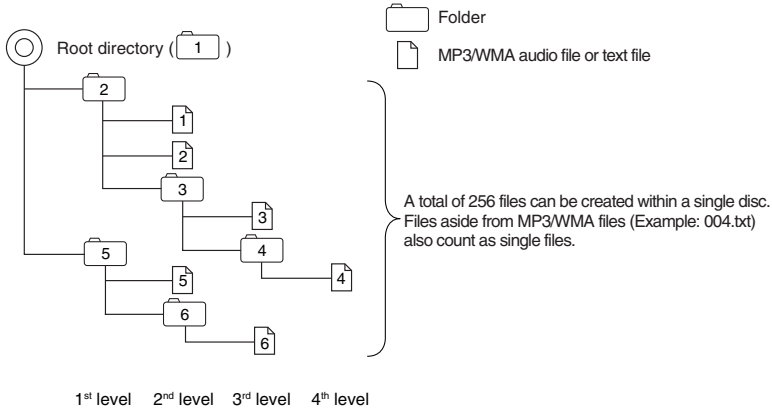 Folder
Root directory ( 1 )
MP3/WMA audio file or text file
2
1
2
3
3
4
4
5
5
6
6
A total of 256 files can be created within a single disc.
Files aside from MP3/WMA files (Example: 004.txt)
also count as single files.
1st level 2nd level 3rd level 4th level